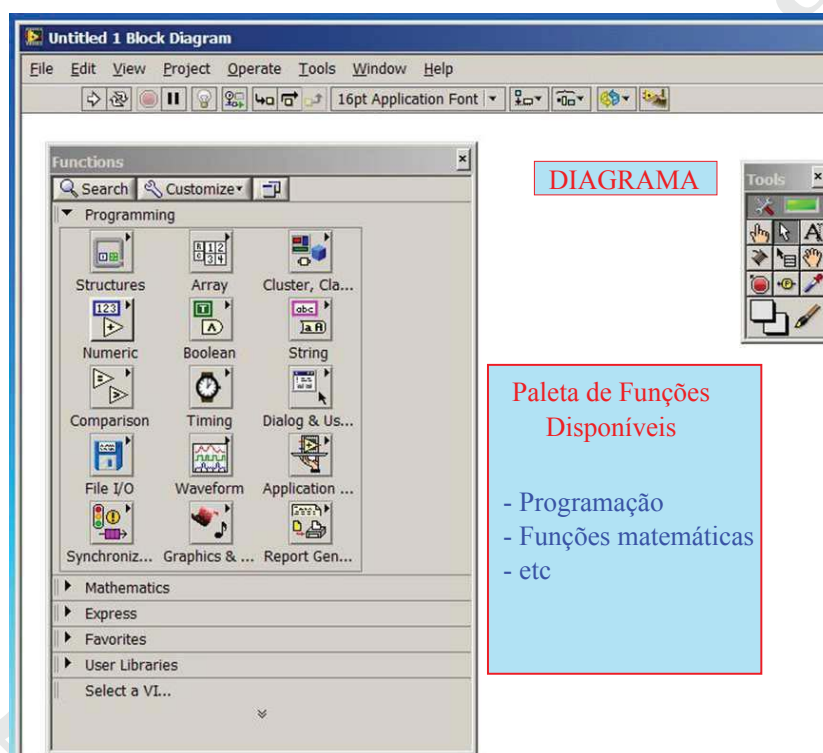 Untitled 1 Block Diagram
File Edit View Project Operate Tools Window Help
16pt Application Font
Functions
Search Customize
Programming
Structures Array Cluster, Cla...
Numeric Boolean String
Comparison Timing Dialog & Us...
File I/O Waveform Application ...
Synchroniz... Graphics & ... Report Gen...
Mathematics
Express
Favorites
User Libraries
Select a VI...
DIAGRAMA
Tools
Paleta de Funções
Disponíveis
- Programação
- Funções matemáticas
- etc